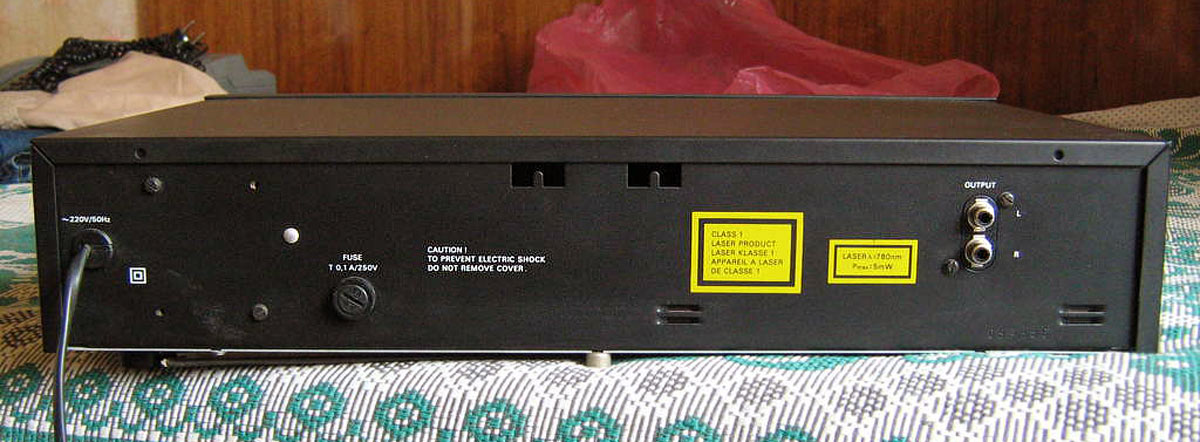 ~220V/50Hz
FUSE
T 0,1A/250V
CAUTION !
TO PREVENT ELECTRIC SHOCK
DO NOT REMOVE COVER.
CLASS 1
LASER PRODUCT
LASER KLASSE 1
APPAREIL A LASER
DE CLASSE 1
LASER λ=780nm
Pmax=5mW
OUTPUT
L
R